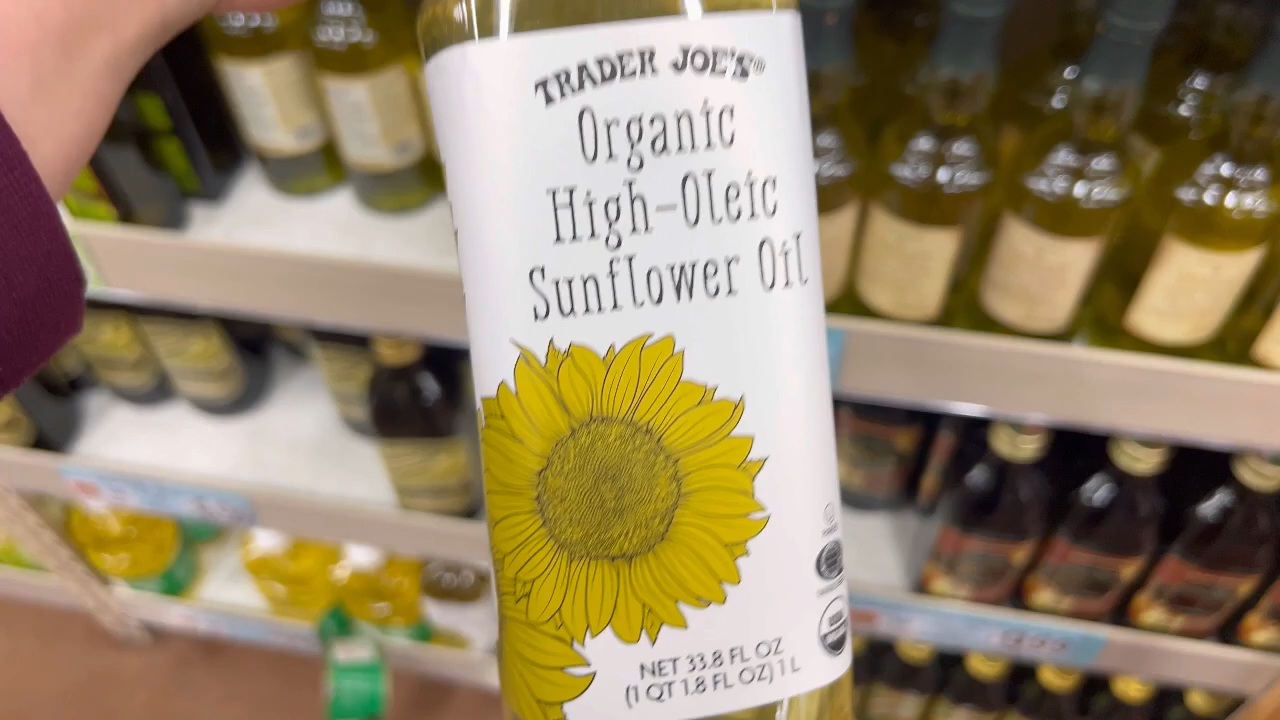 TRADER JOE'S®
Organic
High-Oleic
Sunflower Oil
NET 33.8 FL OZ
(1 QT 1.8 FL OZ) 1 L